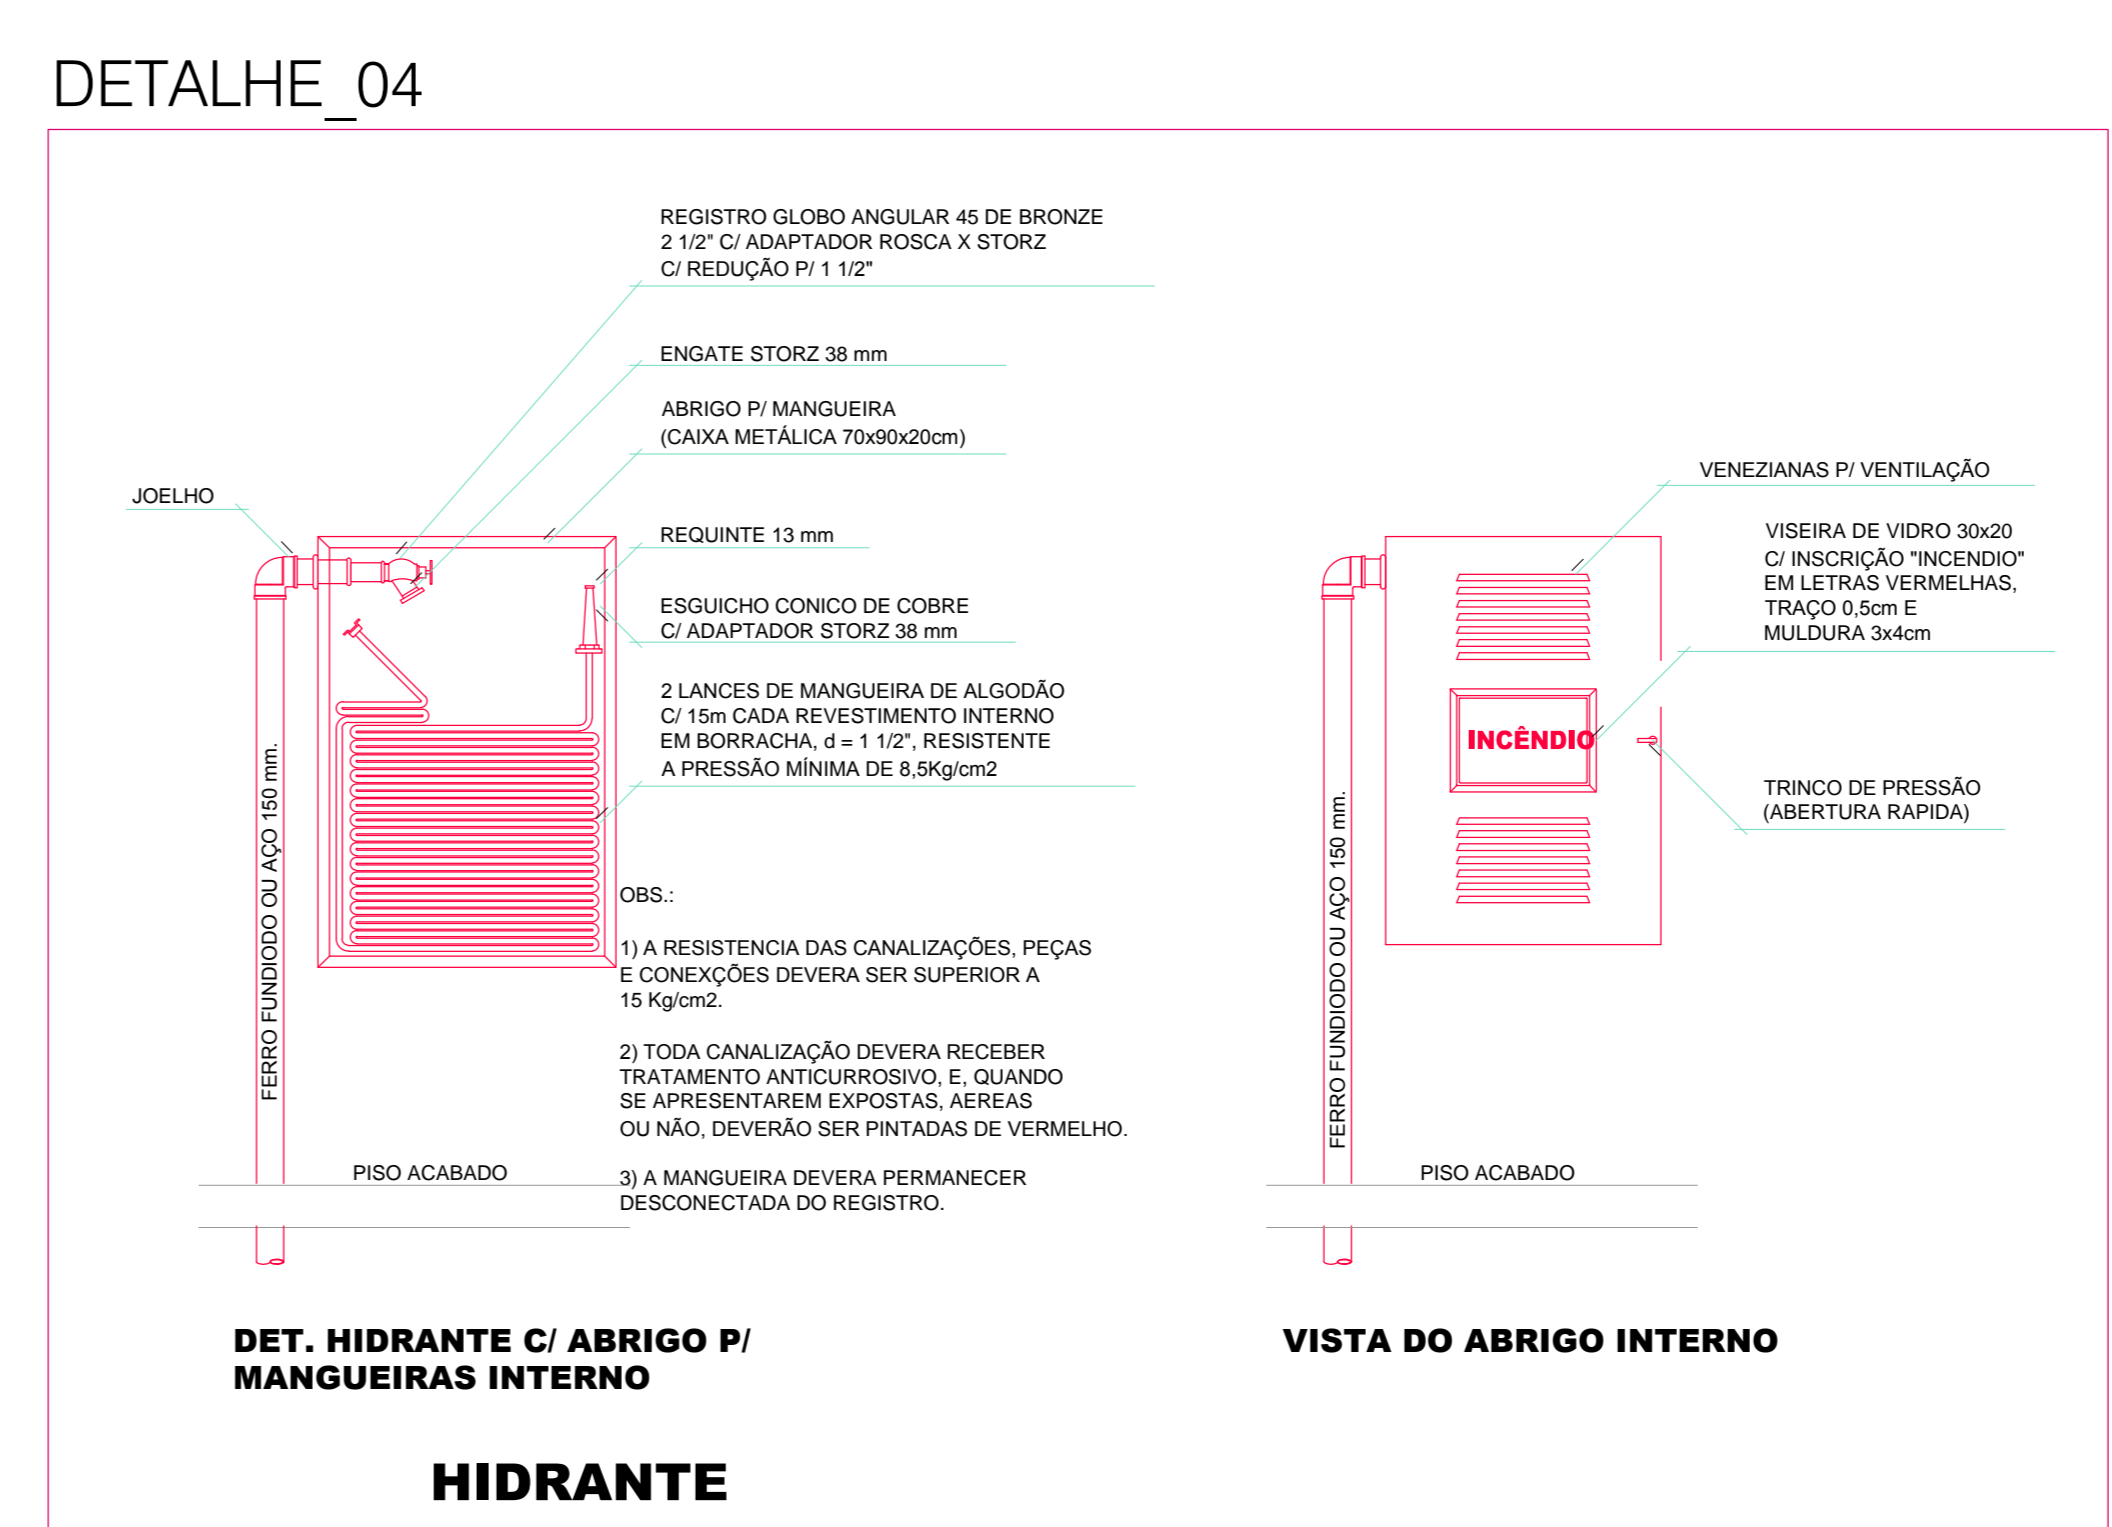 DETALHE_04
REGISTRO GLOBO ANGULAR 45 DE BRONZE
2 1/2" C/ ADAPTADOR ROSCA X STORZ
C/ REDUÇÃO P/ 1 1/2"
ENGATE STORZ 38 mm
ABRIGO P/ MANGUEIRA
(CAIXA METÁLICA 70x90x20cm)
JOELHO
REQUINTE 13 mm
ESGUICHO CONICO DE COBRE
C/ ADAPTADOR STORZ 38 mm
2 LANCES DE MANGUEIRA DE ALGODÃO
C/ 15m CADA REVESTIMENTO INTERNO
EM BORRACHA, d = 1 1/2", RESISTENTE
A PRESSÃO MÍNIMA DE 8,5Kg/cm2
FERRO FUNDIODO OU AÇO 150 mm.
OBS.:
1) A RESISTENCIA DAS CANALIZAÇÕES, PEÇAS
E CONEXÇÕES DEVERA SER SUPERIOR A
15 Kg/cm2.
2) TODA CANALIZAÇÃO DEVERA RECEBER
TRATAMENTO ANTICURROSIVO, E, QUANDO
SE APRESENTAREM EXPOSTAS, AEREAS
OU NÃO, DEVERÃO SER PINTADAS DE VERMELHO.
3) A MANGUEIRA DEVERA PERMANECER
DESCONECTADA DO REGISTRO.
PISO ACABADO
DET. HIDRANTE C/ ABRIGO P/
MANGUEIRAS INTERNO
VENEZIANAS P/ VENTILAÇÃO
VISEIRA DE VIDRO 30x20
C/ INSCRIÇÃO "INCENDIO"
EM LETRAS VERMELHAS,
TRAÇO 0,5cm E
MULDURA 3x4cm
INCÊNDIO
TRINCO DE PRESSÃO
(ABERTURA RAPIDA)
FERRO FUNDIODO OU AÇO 150 mm.
PISO ACABADO
VISTA DO ABRIGO INTERNO
HIDRANTE